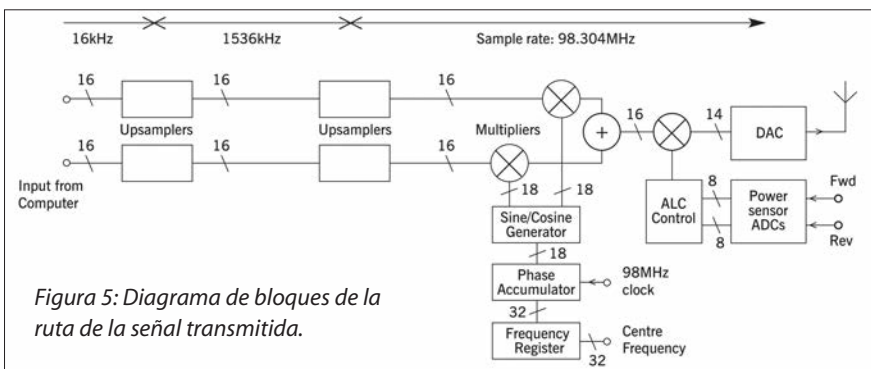 16kHz
1536kHz
Sample rate: 98.304MHz
16
16
16
Upsamplers
Upsamplers
Multipliers
16
16
16
+
16
14
DAC
Input from
Computer
18
18
Sine/Cosine
Generator
ALC
Control
8
8
Power
sensor
ADCs
Fwd
Rev
18
Phase
Accumulator
98MHz
clock
32
Frequency
Register
32
Centre
Frequency
Figura 5: Diagrama de bloques de la
ruta de la señal transmitida.